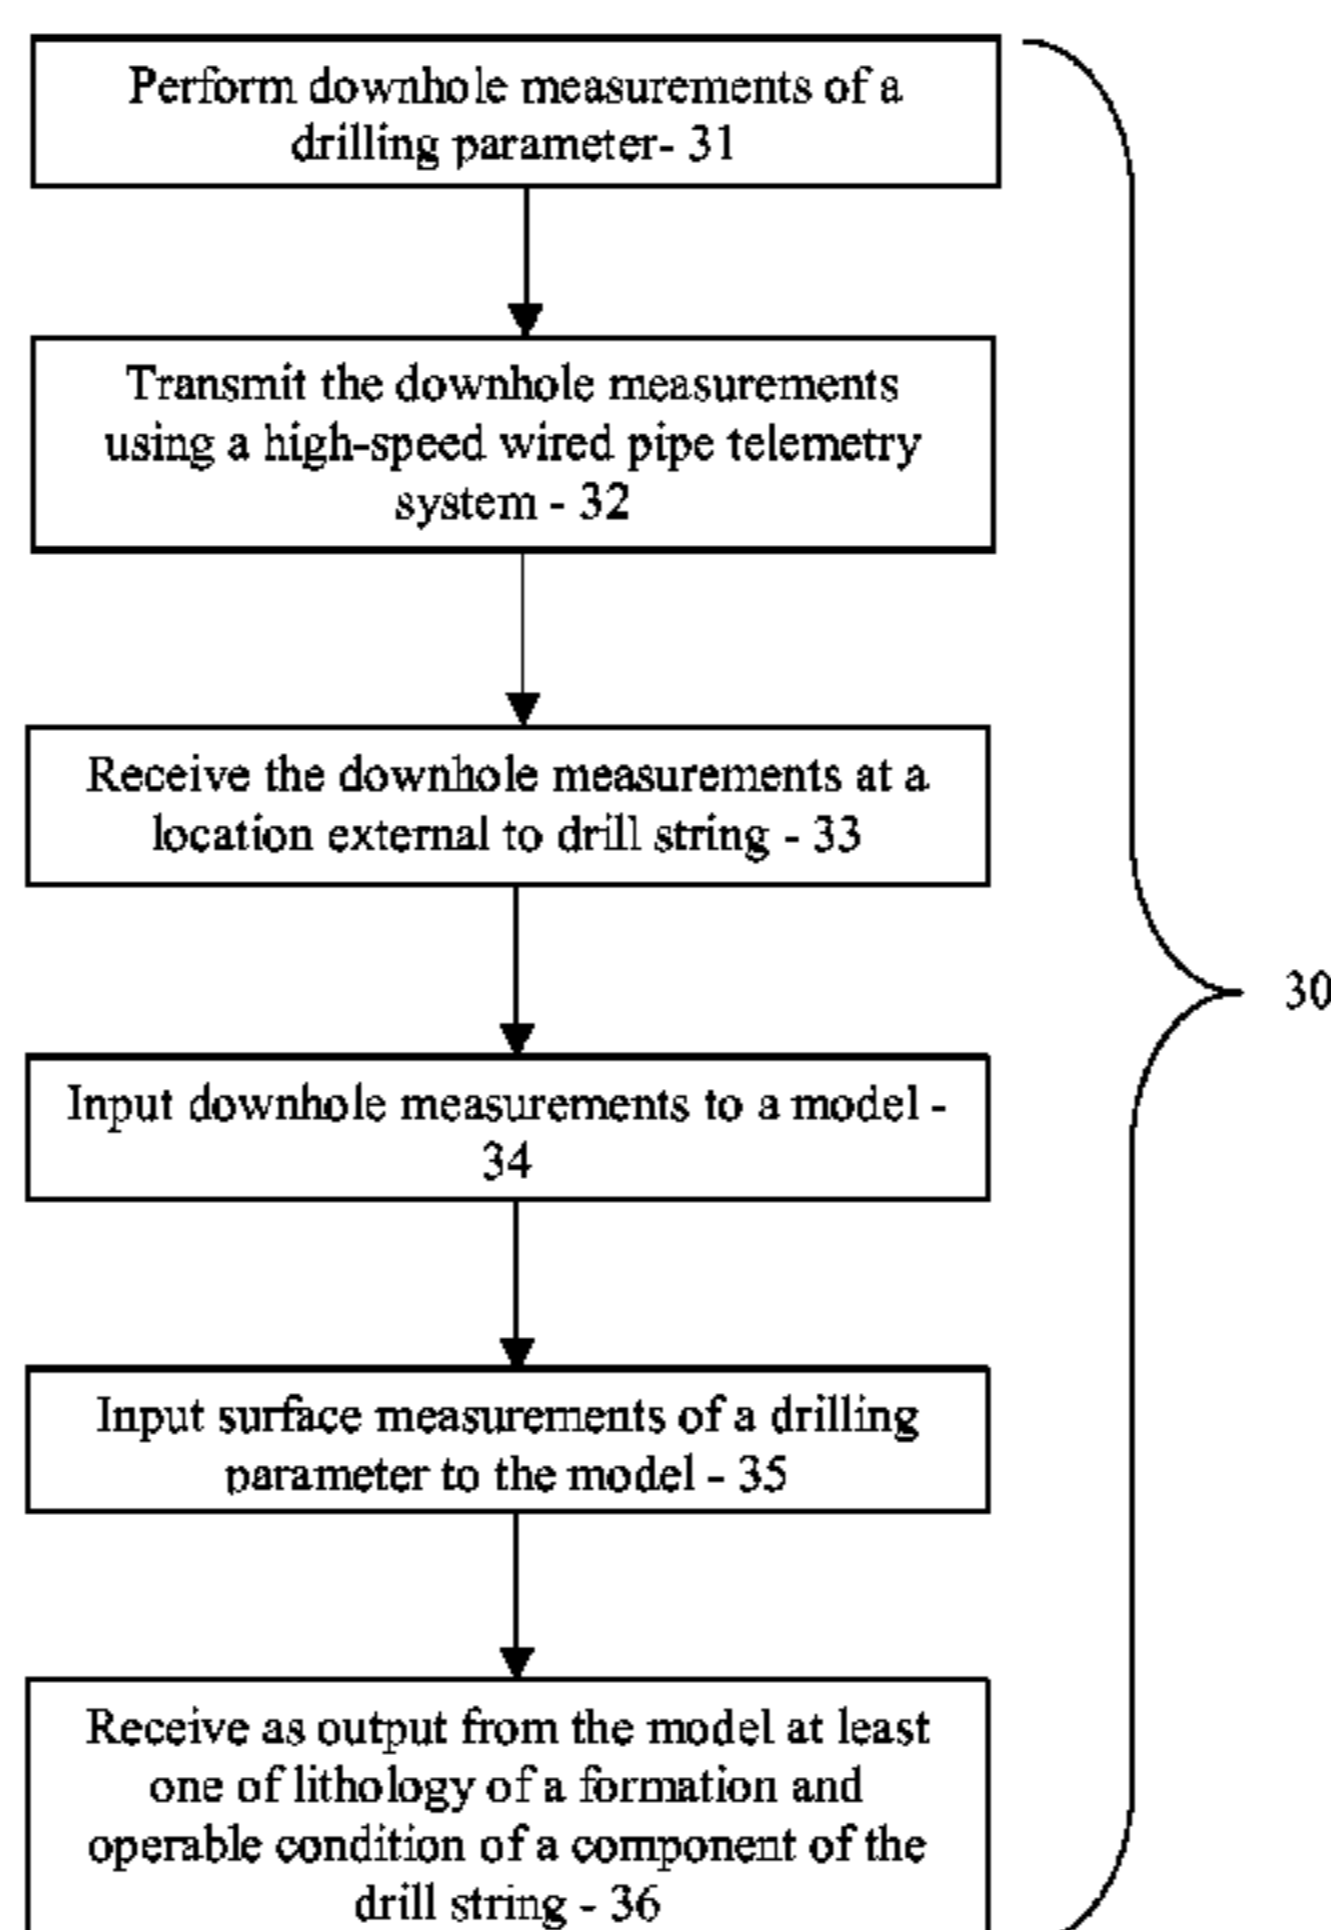 Perform downhole measurements of a
drilling parameter- 31
Transmit the downhole measurements
using a high-speed wired pipe telemetry
system - 32
Receive the downhole measurements at a
location external to drill string - 33
30
Input downhole measurements to a model -
34
Input surface measurements of a drilling
parameter to the model - 35
Receive as output from the model at least
one of lithology of a formation and
operable condition of a component of the
drill string - 36